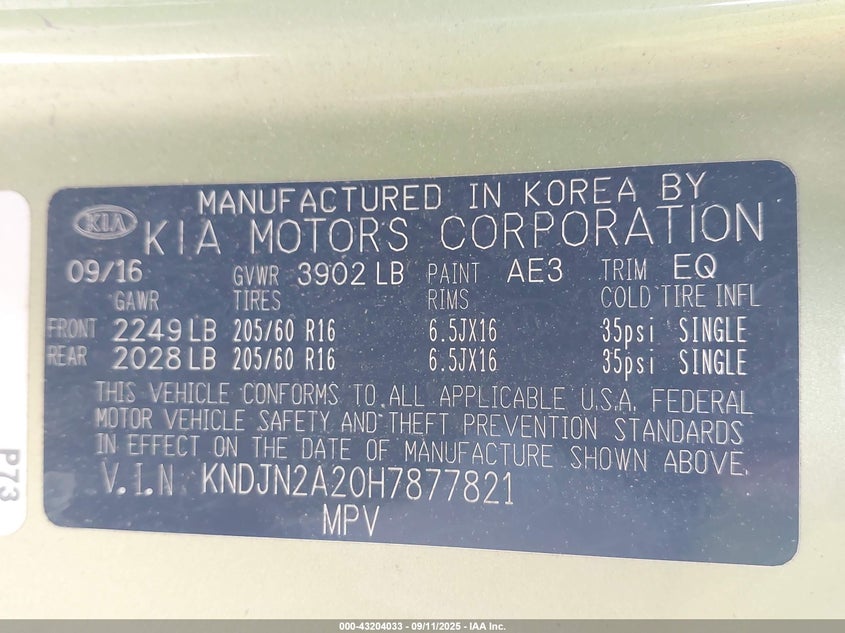 MANUFACTURED IN KOREA BY
KIA KIA MOTORS CORPORATION
09/16 GVWR 3902 LB PAINT AE3 TRIM EQ
GAWR TIRES RIMS COLD TIRE INFL
FRONT 2249 LB 205/60 R16 6.5JX16 35psi SINGLE
REAR 2028 LB 205/60 R16 6.5JX16 35psi SINGLE
THIS VEHICLE CONFORMS TO ALL APPLICABLE U.S.A. FEDERAL
MOTOR VEHICLE SAFETY AND THEFT PREVENTION STANDARDS
IN EFFECT ON THE DATE OF MANUFACTURE SHOWN ABOVE.
V.I.N KNDJN2A20H7877821
MPV
P73
000-43204033 - 09/11/2025 - IAA Inc.